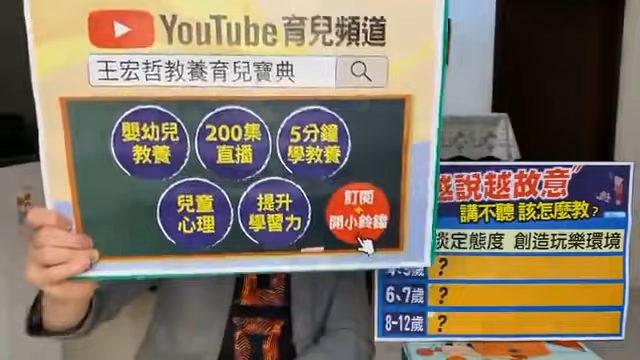 YouTube育兒頻道
王宏哲教養育兒寶典
嬰幼兒
教養
200集
直播
5分鐘
學教養
兒童
心理
提升
學習力
訂閱
+
開小鈴鐺
越說越故意"
講不聽 該怎麼教?
淡定態度 創造玩樂環境
4-5歲 ?
6、7歲 ?
8-12歲 ?